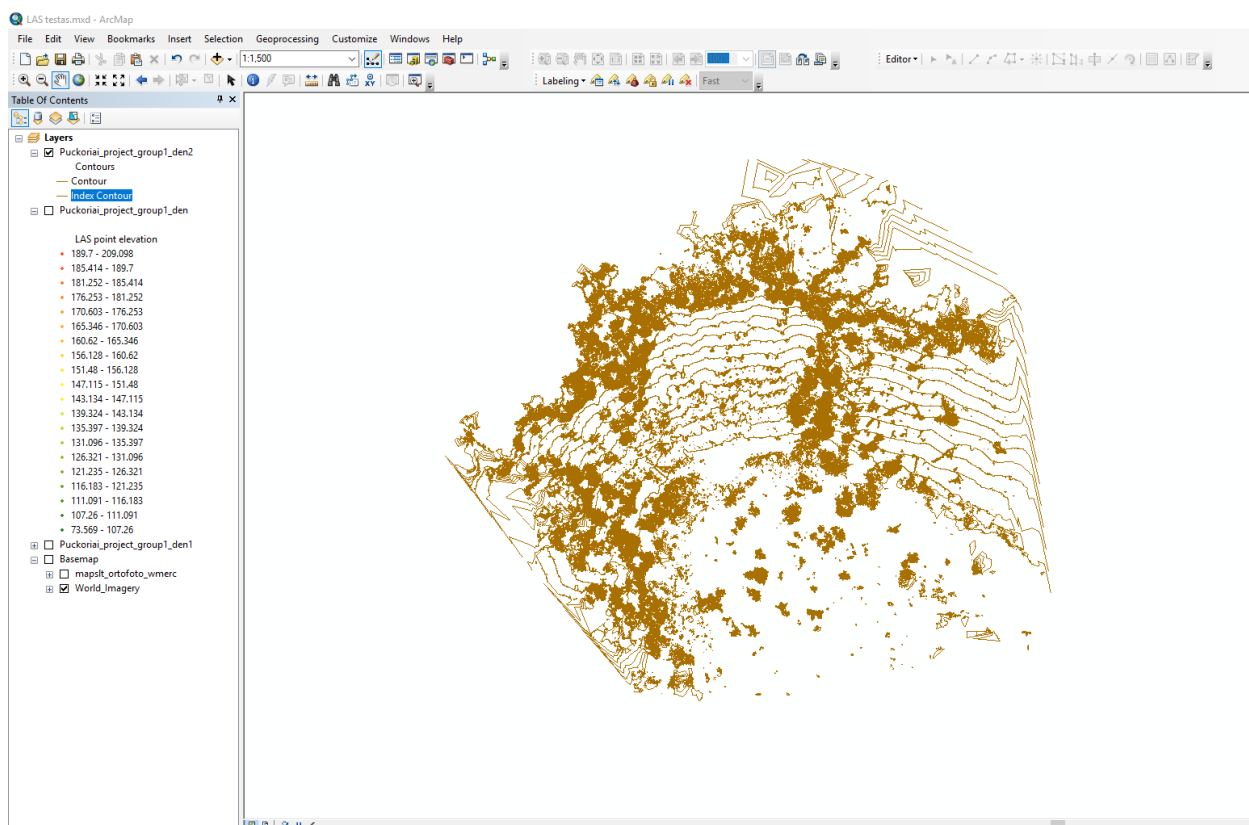 LAS testas.mxd - ArcMap
File Edit View Bookmarks Insert Selection Geoprocessing Customize Windows Help
1:1,500
Editor
Labeling Fast
Table Of Contents
Layers
Puckoriai_project_group1_den2
Contours
Contour
Index Contour
Puckoriai_project_group1_den
LAS point elevation
189.7 - 209.098
185.414 - 189.7
181.252 - 185.414
176.253 - 181.252
170.603 - 176.253
165.346 - 170.603
160.62 - 165.346
156.128 - 160.62
151.48 - 156.128
147.115 - 151.48
143.134 - 147.115
139.324 - 143.134
135.397 - 139.324
131.096 - 135.397
126.321 - 131.096
121.235 - 126.321
116.183 - 121.235
111.091 - 116.183
107.26 - 111.091
73.569 - 107.26
Puckoriai_project_group1_den1
Basemap
mapslt_ortofoto_wmerc
World_Imagery